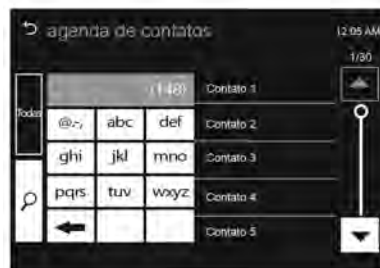 agenda de contatos
12:05 AM
1/30
Todas
(148)
@.-,
abc
def
ghi
jkl
mno
pqrs
tuv
wxyz
Contato 1
Contato 2
Contato 3
Contato 4
Contato 5